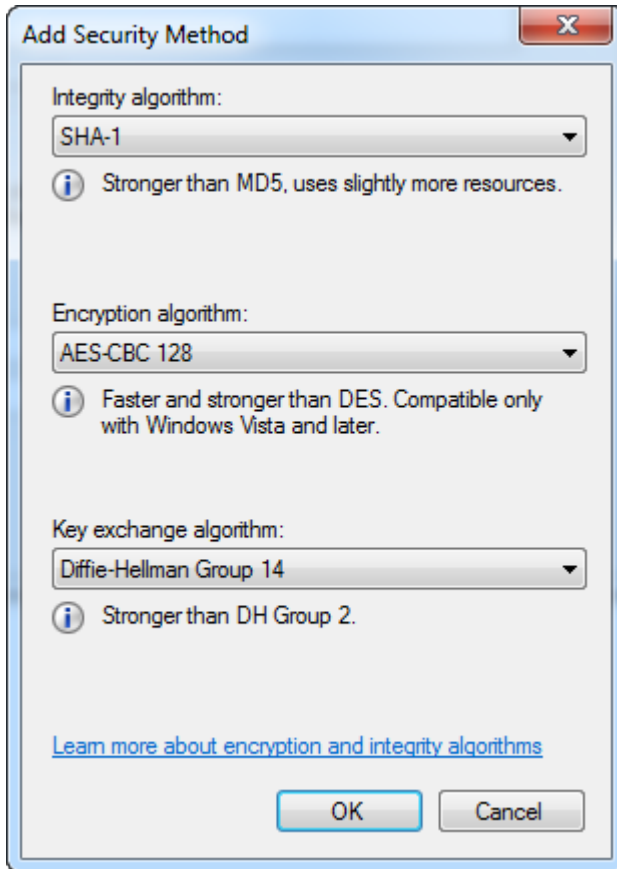 Add Security Method
Integrity algorithm:
SHA-1
Stronger than MD5, uses slightly more resources.
Encryption algorithm:
AES-CBC 128
Faster and stronger than DES. Compatible only
with Windows Vista and later.
Key exchange algorithm:
Diffie-Hellman Group 14
Stronger than DH Group 2.
Learn more about encryption and integrity algorithms
OK Cancel